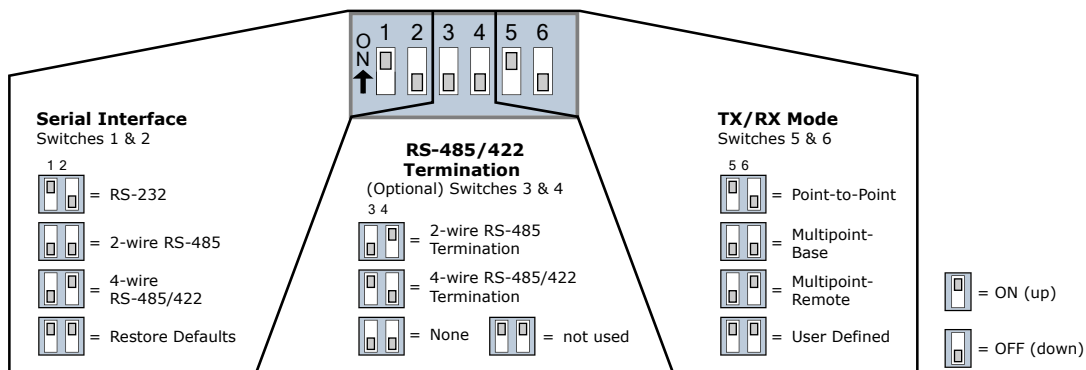 ON
1 2 3 4 5 6
Serial Interface
Switches 1 & 2
1 2
= RS-232
= 2-wire RS-485
= 4-wire
RS-485/422
= Restore Defaults
RS-485/422
Termination
(Optional) Switches 3 & 4
3 4
= 2-wire RS-485
Termination
= 4-wire RS-485/422
Termination
= None
= not used
TX/RX Mode
Switches 5 & 6
5 6
= Point-to-Point
= Multipoint-
Base
= Multipoint-
Remote
= User Defined
= ON (up)
= OFF (down)